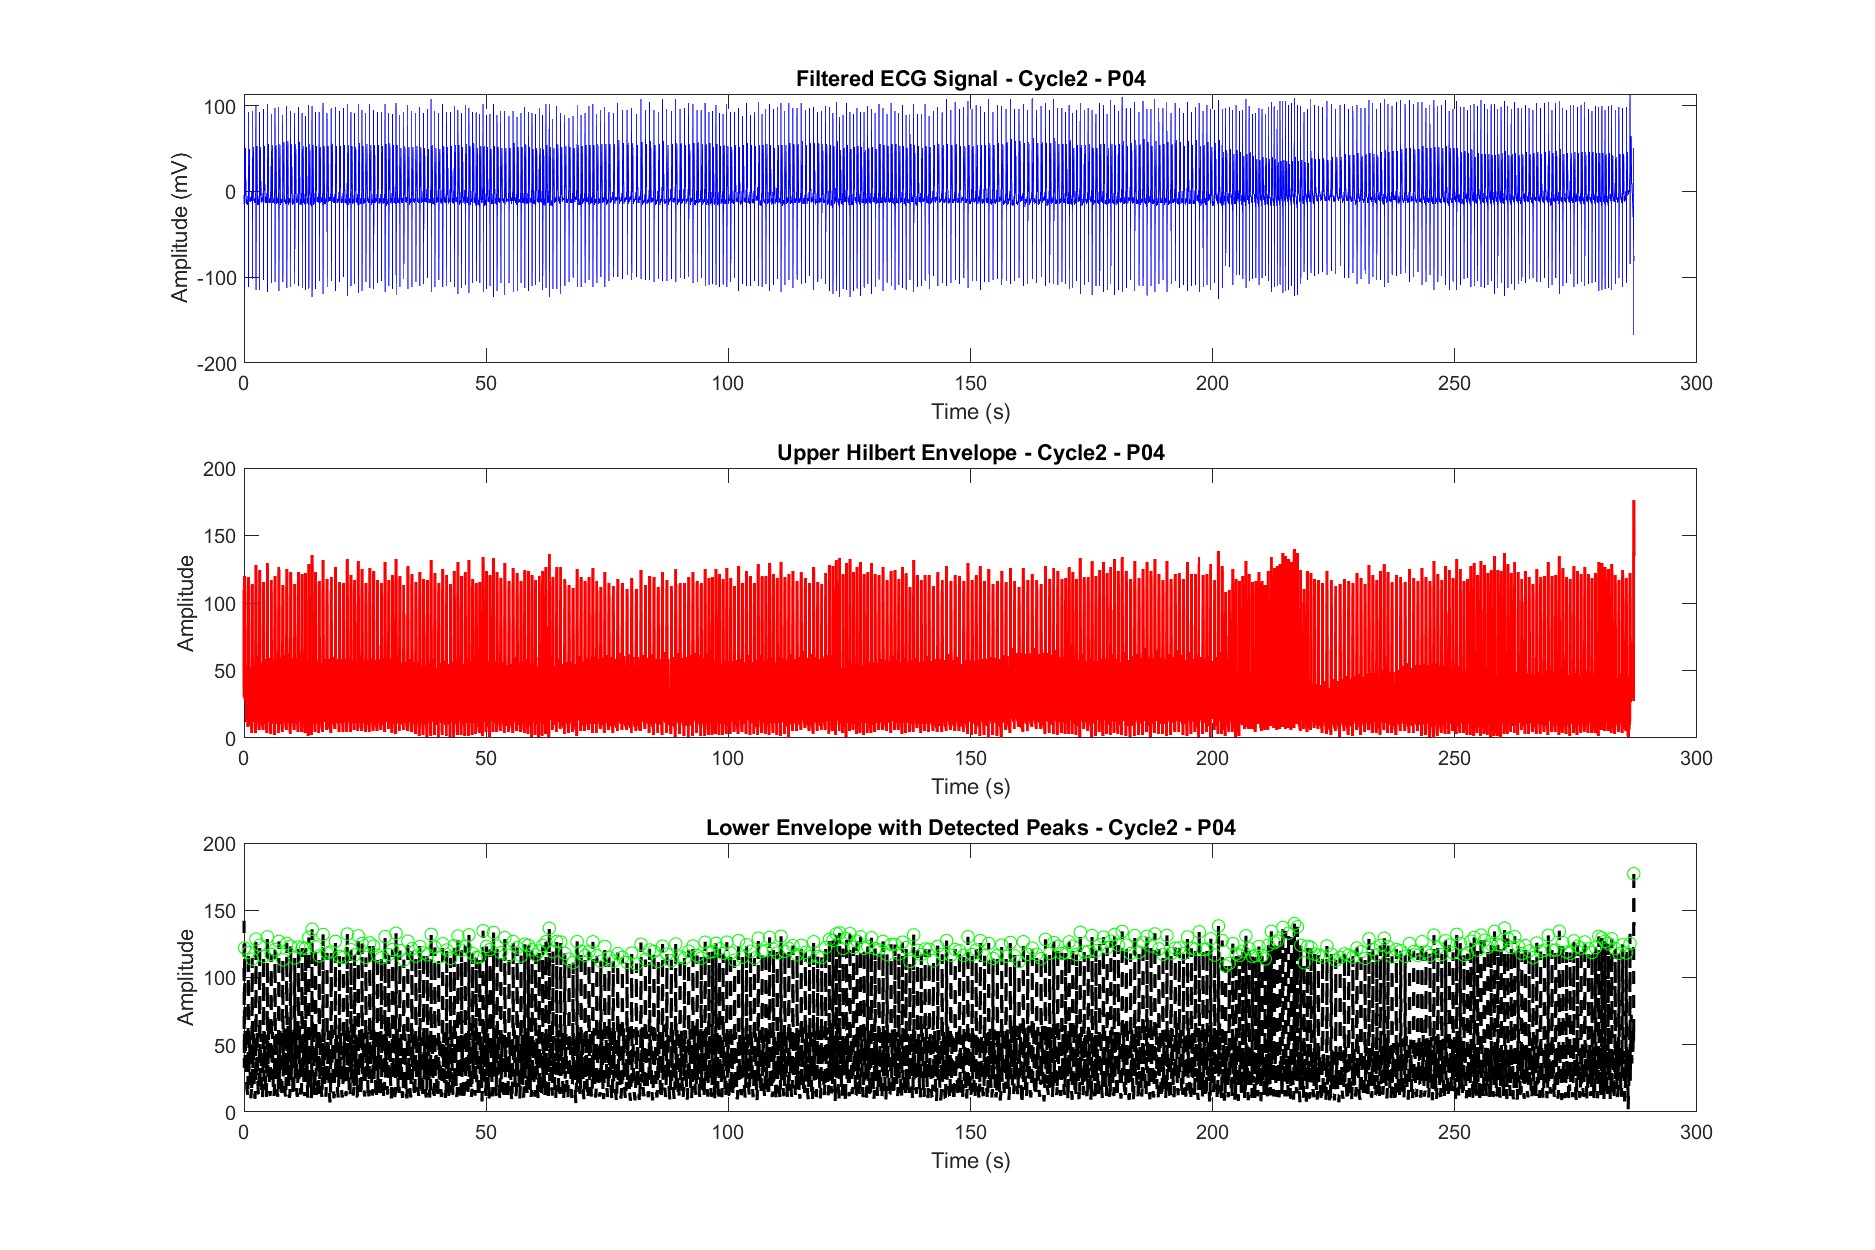 Filtered ECG Signal - Cycle2 - P04
Amplitude (mV)
100
0
-100
-200
0 50 100 150 200 250 300
Time (s)
Upper Hilbert Envelope - Cycle2 - P04
Amplitude
200
150
100
50
0
0 50 100 150 200 250 300
Time (s)
Lower Envelope with Detected Peaks - Cycle2 - P04
Amplitude
200
150
100
50
0
0 50 100 150 200 250 300
Time (s)